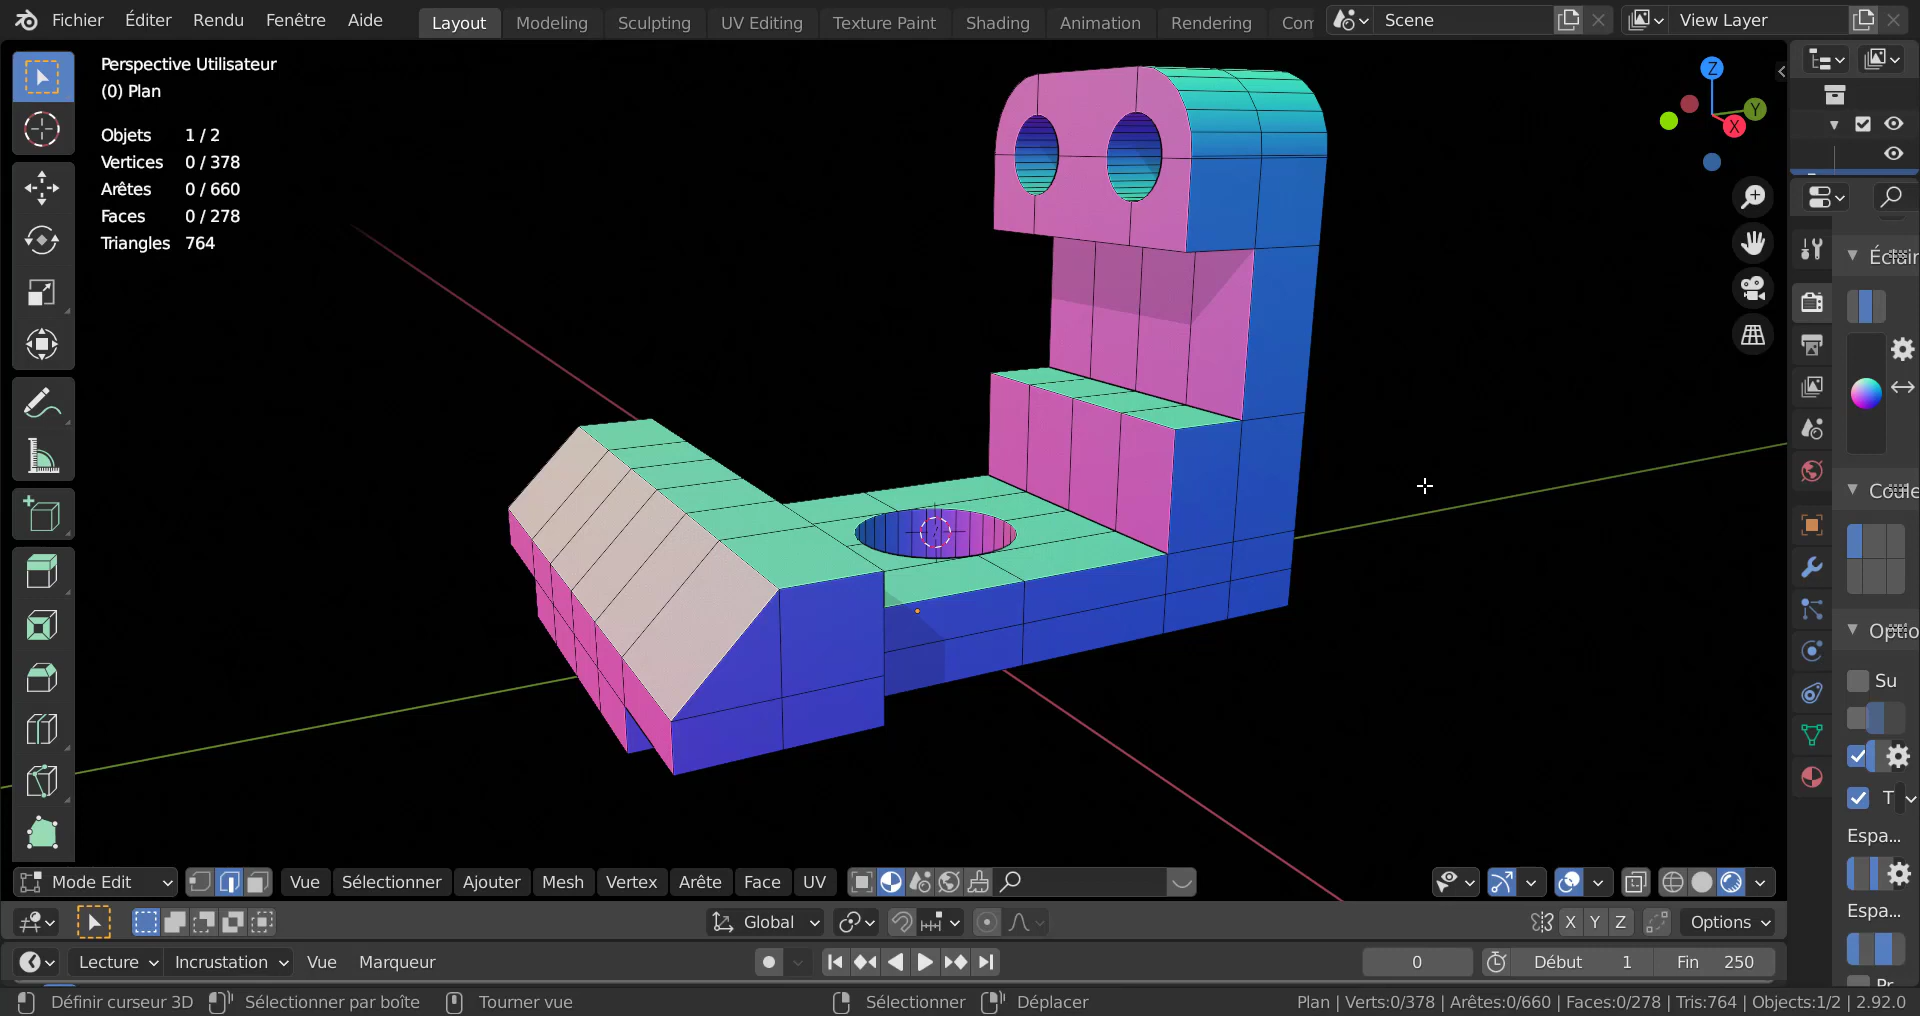 Fichier Éditer Rendu Fenêtre Aide Layout Modeling Sculpting UV Editing Texture Paint Shading Animation Rendering Scene View Layer
Perspective Utilisateur
(0) Plan
Objets 1 / 2
Vertices 0 / 378
Arêtes 0 / 660
Faces 0 / 278
Triangles 764
Z
Y
X
Su
T
Espa...
Espa...
Mode Edit Vue Sélectionner Ajouter Mesh Vertex Arête Face UV
Global X Y Z Options
Lecture Incrustation Vue Marqueur 0 Début 1 Fin 250
Définir curseur 3D Sélectionner par boîte Tourner vue Sélectionner Déplacer Plan | Verts:0/378 | Arêtes:0/660 | Faces:0/278 | Tris:764 | Objects:1/2 | 2.92.0